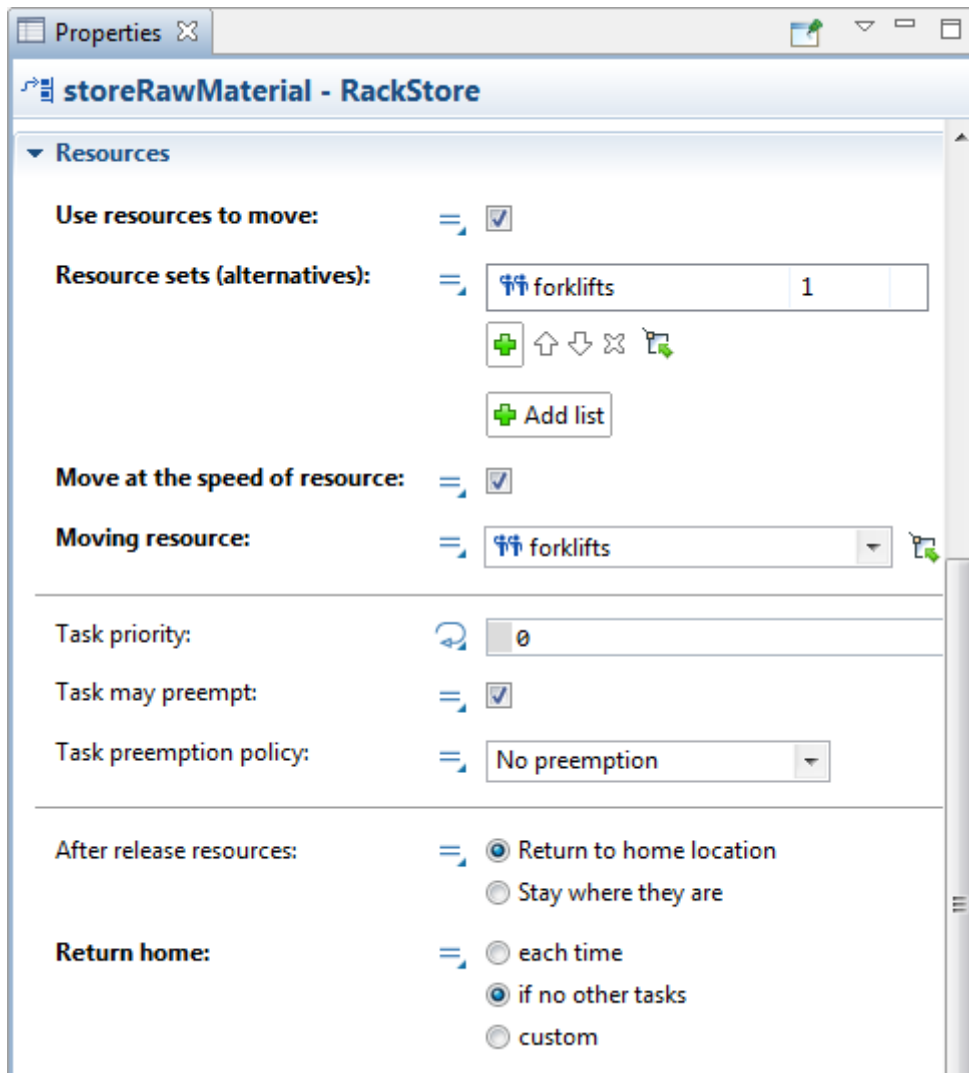 Properties
storeRawMaterial - RackStore
Resources
Use resources to move:
Resource sets (alternatives): forklifts 1
Add list
Move at the speed of resource:
Moving resource: forklifts
Task priority: 0
Task may preempt:
Task preemption policy: No preemption
After release resources: Return to home location
Stay where they are
Return home: each time
if no other tasks
custom